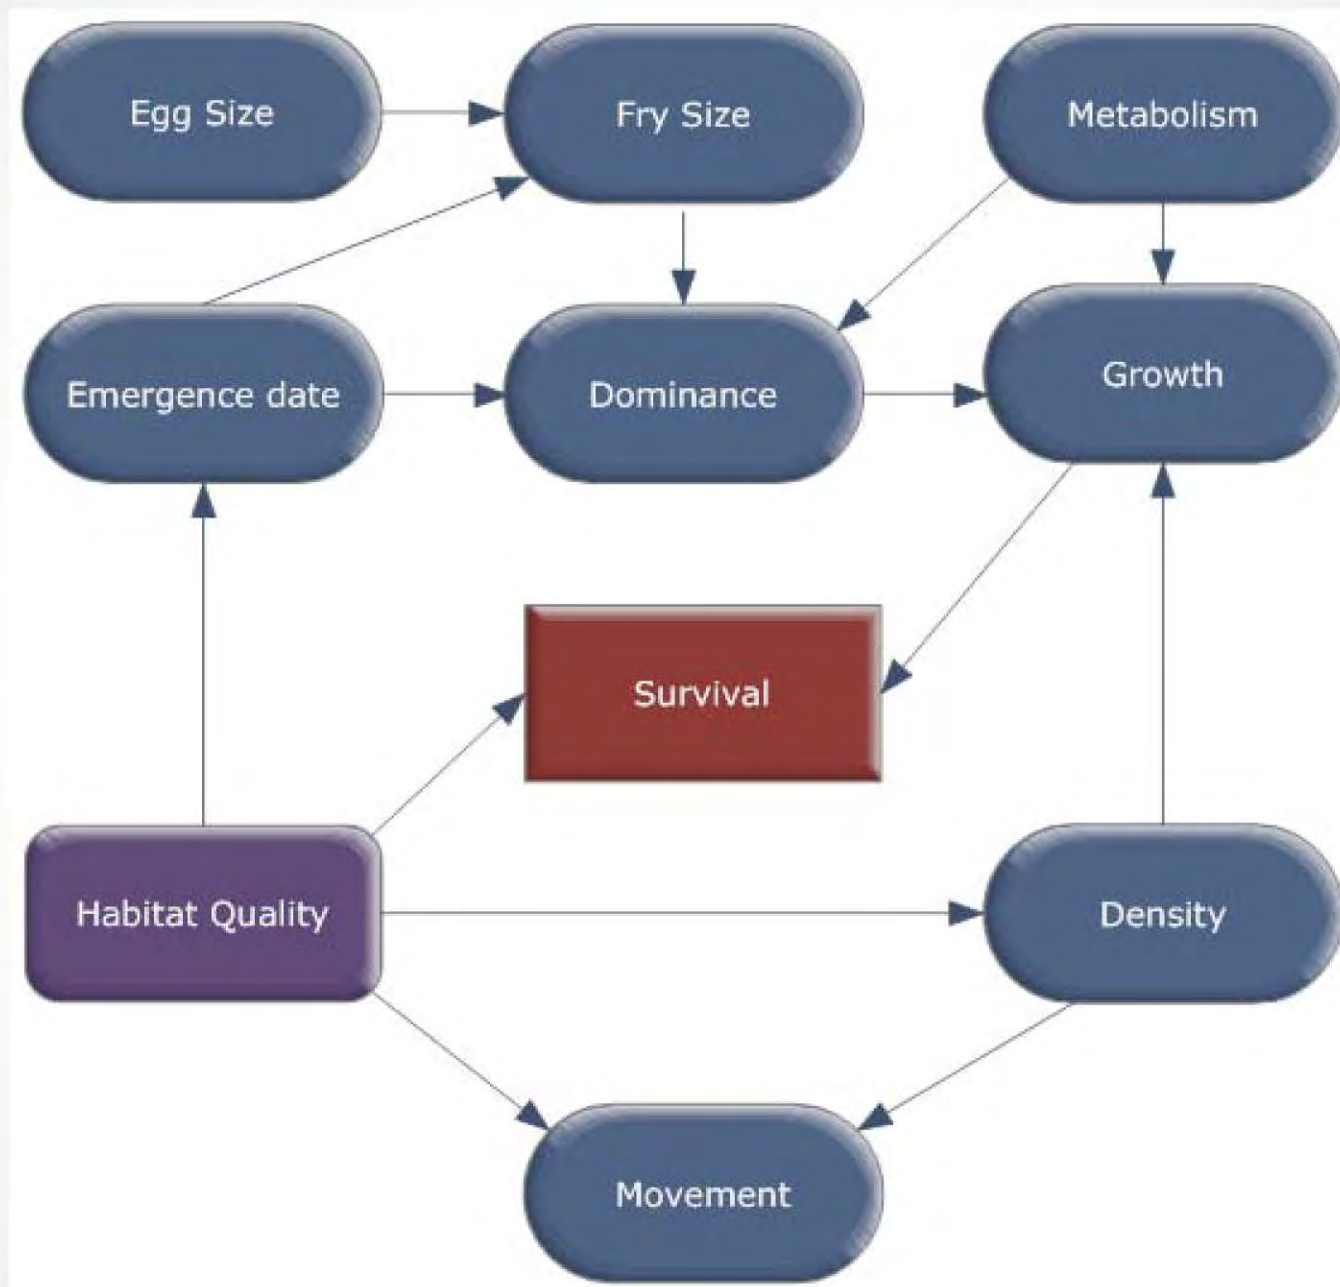 Egg Size
Fry Size
Metabolism
Emergence date
Dominance
Growth
Survival
Habitat Quality
Density
Movement